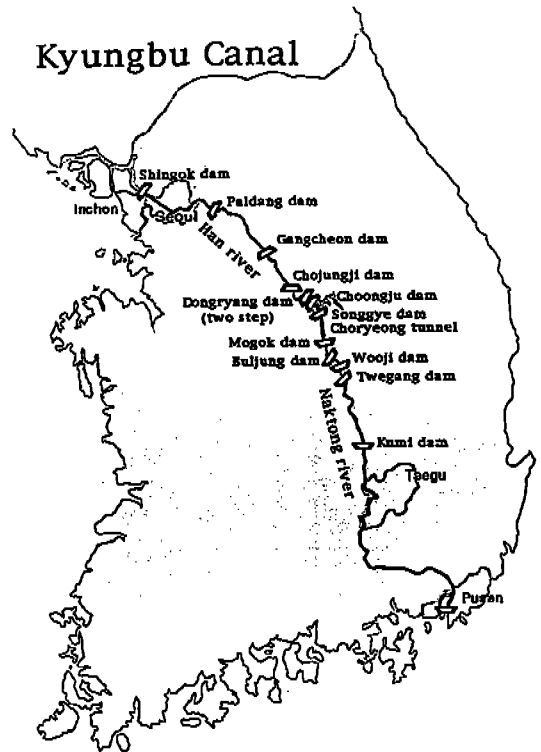 Kyungbu Canal
Shingok dam
Inchon
Seoul
Paldang dam
Han river
Gangcheon dam
Chojungji dam
Dongryang dam
(two step)
Choongju dam
Songgye dam
Choryeong tunnel
Mogok dam
Buljung dam
Wooji dam
Twegang dam
Naktong river
Kumi dam
Taegu
Pusan